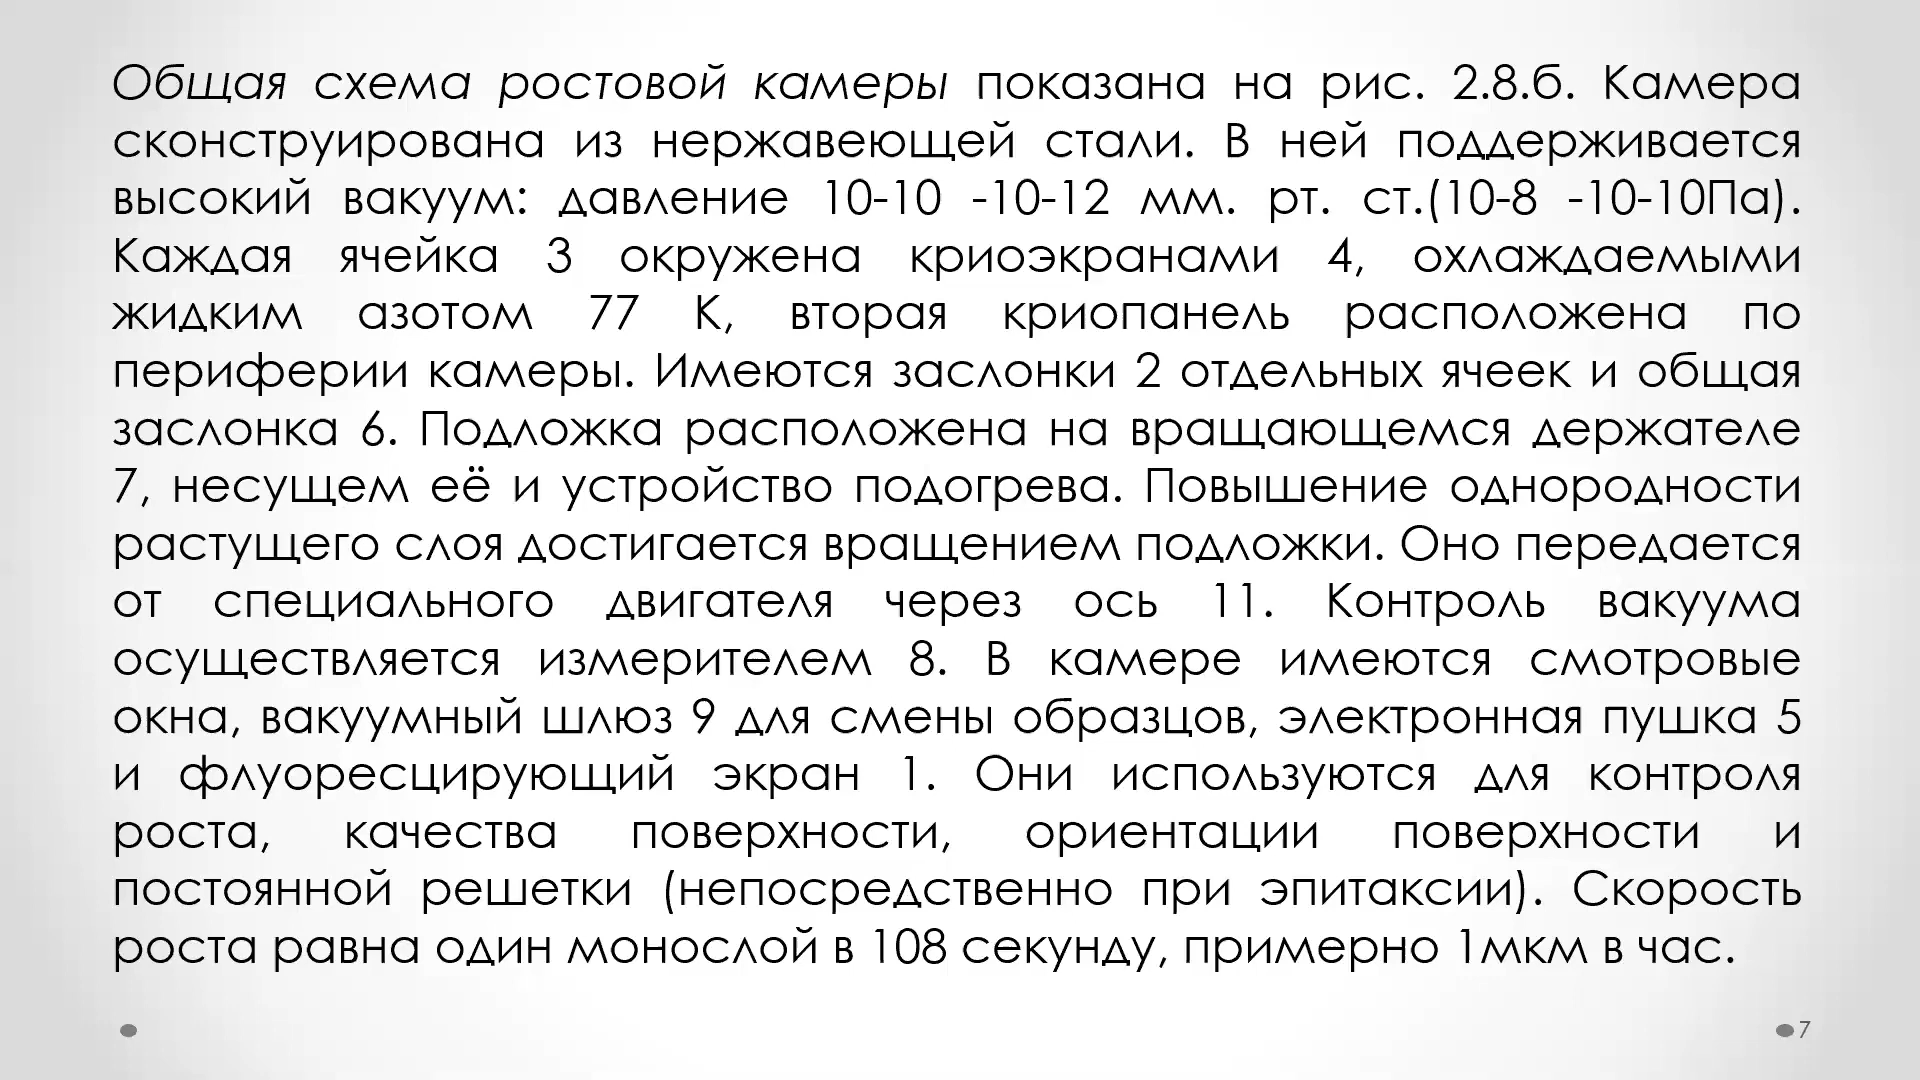 Общая схема ростовой камеры показана на рис. 2.8.б. Камера
сконструирована из нержавеющей стали. В ней поддерживается
высокий вакуум: давление 10-10 -10-12 мм. рт. ст.(10-8 -10-10Па).
Каждая ячейка 3 окружена криоэкранами 4, охлаждаемыми
жидким азотом 77 К, вторая криопанель расположена по
периферии камеры. Имеются заслонки 2 отдельных ячеек и общая
заслонка 6. Подложка расположена на вращающемся держателе
7, несущем её и устройство подогрева. Повышение однородности
растущего слоя достигается вращением подложки. Оно передается
от специального двигателя через ось 11. Контроль вакуума
осуществляется измерителем 8. В камере имеются смотровые
окна, вакуумный шлюз 9 для смены образцов, электронная пушка 5
и флуоресцирующий экран 1. Они используются для контроля
роста, качества поверхности, ориентации поверхности и
постоянной решетки (непосредственно при эпитаксии). Скорость
роста равна один монослой в 108 секунду, примерно 1мкм в час.
7